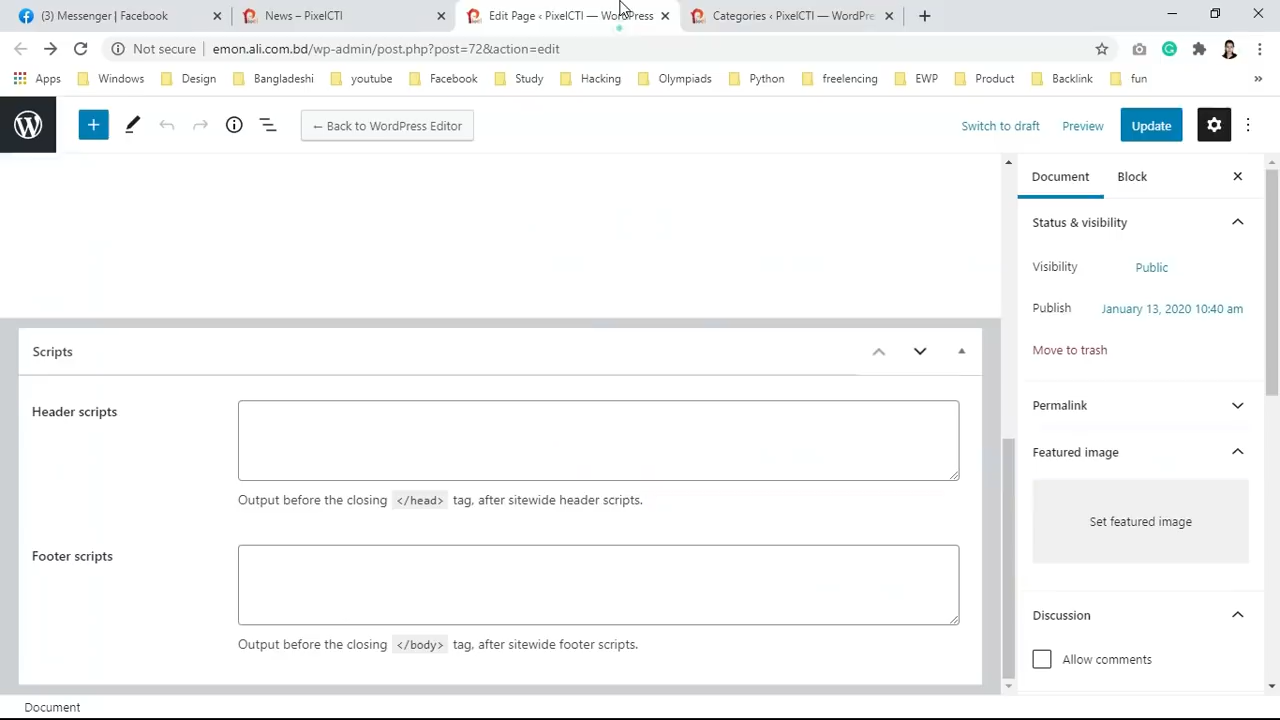 (3) Messenger | Facebook
News – PixelCTI
Edit Page ‹ PixelCTI — WordPress
Categories ‹ PixelCTI — WordPre
Not secure
emon.ali.com.bd/wp-admin/post.php?post=72&action=edit
Apps
Windows
Design
Bangladeshi
youtube
Facebook
Study
Hacking
Olympiads
Python
freelencing
EWP
Product
Backlink
fun
← Back to WordPress Editor
Switch to draft
Preview
Update
Document
Block
Status & visibility
Visibility
Public
Publish
January 13, 2020 10:40 am
Move to trash
Permalink
Featured image
Set featured image
Discussion
Allow comments
Scripts
Header scripts
Output before the closing </head> tag, after sitewide header scripts.
Footer scripts
Output before the closing </body> tag, after sitewide footer scripts.
Document